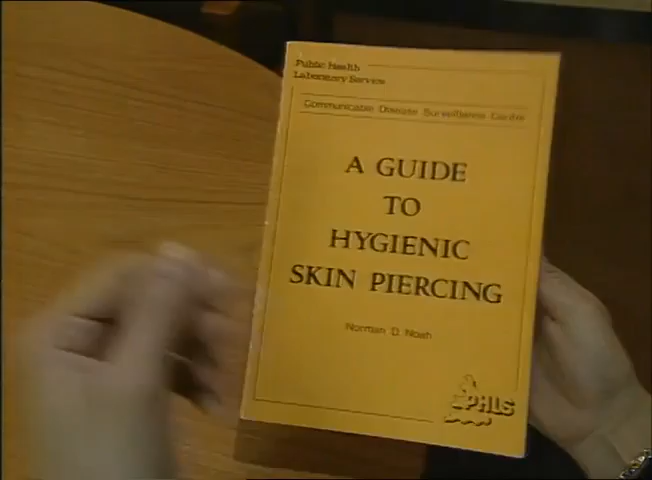 Public Health
Laboratory Service
Communicable Disease Surveillance Centre
A GUIDE
TO
HYGIENIC
SKIN PIERCING
Norman D. Noah
PHLS